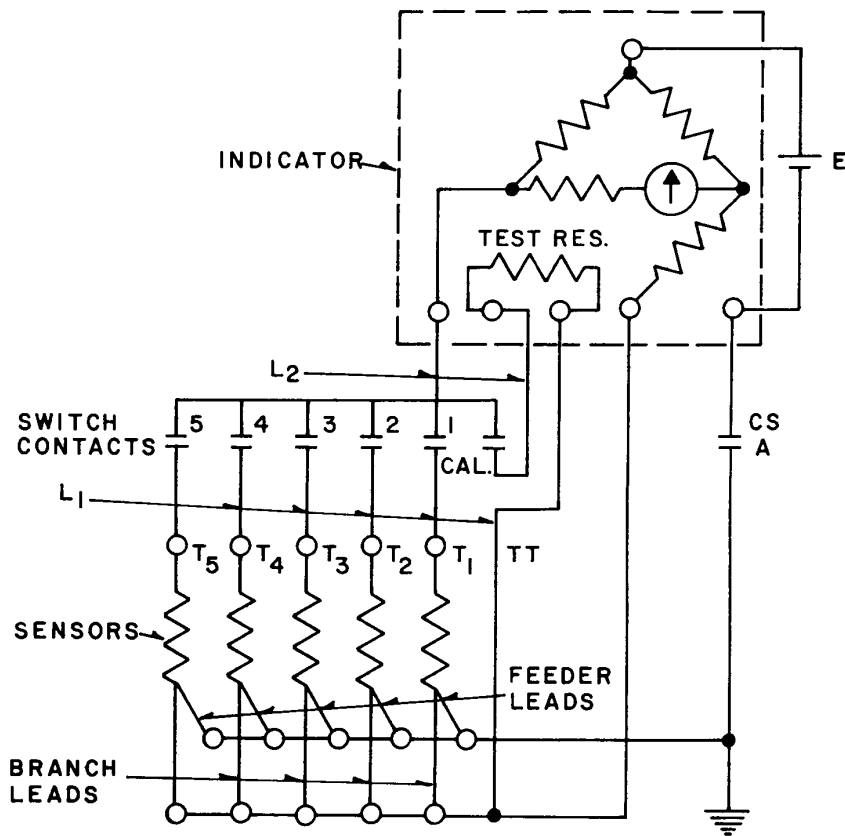 INDICATOR
E
TEST RES.
L2
SWITCH
CONTACTS
5
4
3
2
1
CAL.
CS
A
L1
T5
T4
T3
T2
T1
TT
SENSORS
FEEDER
LEADS
BRANCH
LEADS